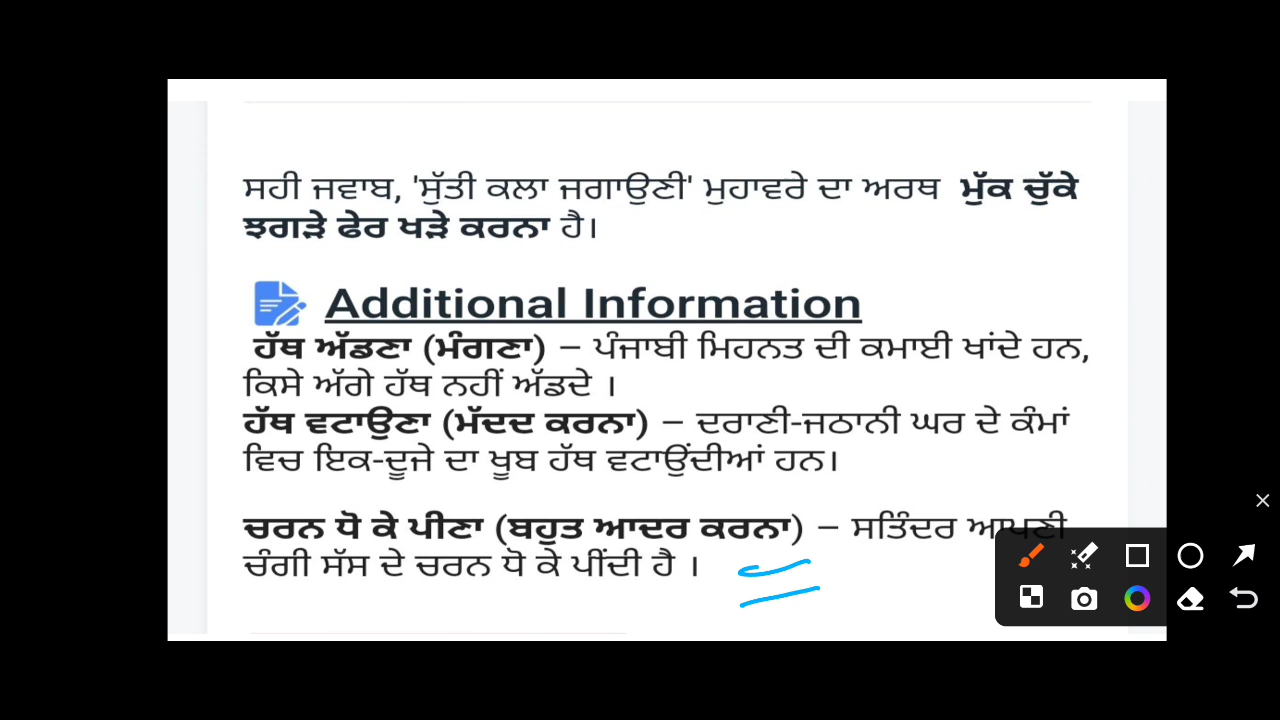 ਸਹੀ ਜਵਾਬ, 'ਸੁੱਤੀ ਕਲਾ ਜਗਾਉਣੀ' ਮੁਹਾਵਰੇ ਦਾ ਅਰਥ ਮੁੱਕ ਚੁੱਕੇ
ਝਗੜੇ ਫੇਰ ਖੜੇ ਕਰਨਾ ਹੈ।
Additional Information
ਹੱਥ ਅੱਡਣਾ (ਮੰਗਣਾ) – ਪੰਜਾਬੀ ਮਿਹਨਤ ਦੀ ਕਮਾਈ ਖਾਂਦੇ ਹਨ,
ਕਿਸੇ ਅੱਗੇ ਹੱਥ ਨਹੀਂ ਅੱਡਦੇ ।
ਹੱਥ ਵਟਾਉਣਾ (ਮੱਦਦ ਕਰਨਾ) – ਦਰਾਣੀ-ਜਠਾਨੀ ਘਰ ਦੇ ਕੰਮਾਂ
ਵਿਚ ਇਕ-ਦੂਜੇ ਦਾ ਖੂਬ ਹੱਥ ਵਟਾਉਂਦੀਆਂ ਹਨ।
ਚਰਨ ਧੋ ਕੇ ਪੀਣਾ (ਬਹੁਤ ਆਦਰ ਕਰਨਾ) – ਸਤਿੰਦਰ ਆਪਣੀ
ਚੰਗੀ ਸੱਸ ਦੇ ਚਰਨ ਧੋ ਕੇ ਪੀਂਦੀ ਹੈ ।